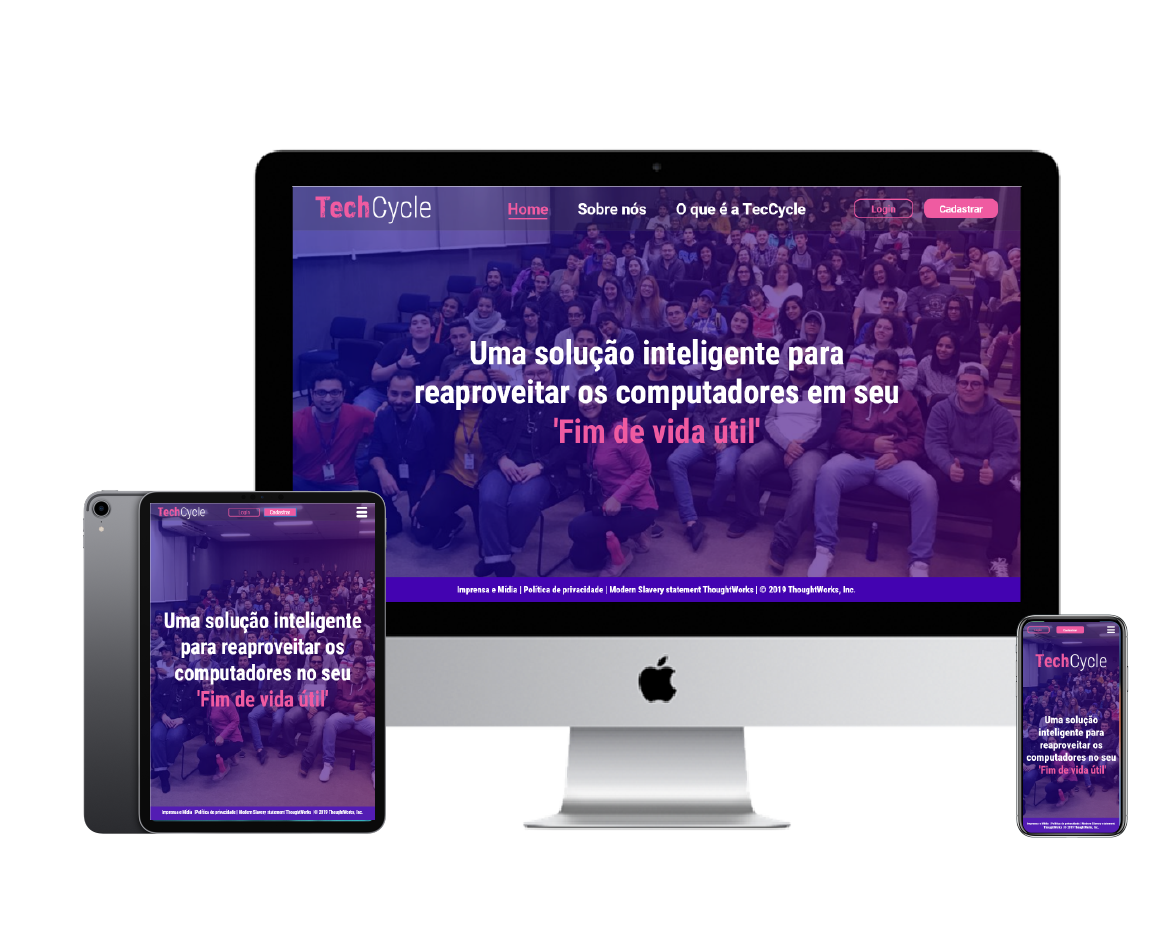 TechCycle
Home Sobre nós O que é a TecCycle Login Cadastrar
Uma solução inteligente para
reaproveitar os computadores em seu
'Fim de vida útil'
Imprensa e Mídia | Política de privacidade | Modern Slavery statement ThoughtWorks | © 2019 ThoughtWorks, Inc.
TechCycle Login Cadastrar
Uma solução inteligente
para reaproveitar os
computadores no seu
'Fim de vida útil'
Imprensa e Mídia | Política de privacidade | Modern Slavery statement ThoughtWorks | © 2019 ThoughtWorks, Inc.
TechCycle
Uma solução
inteligente para
reaproveitar os
computadores no seu
'Fim de vida útil'
Imprensa e Mídia | Política de privacidade | Modern Slavery statement
ThoughtWorks | © 2019 ThoughtWorks, Inc.